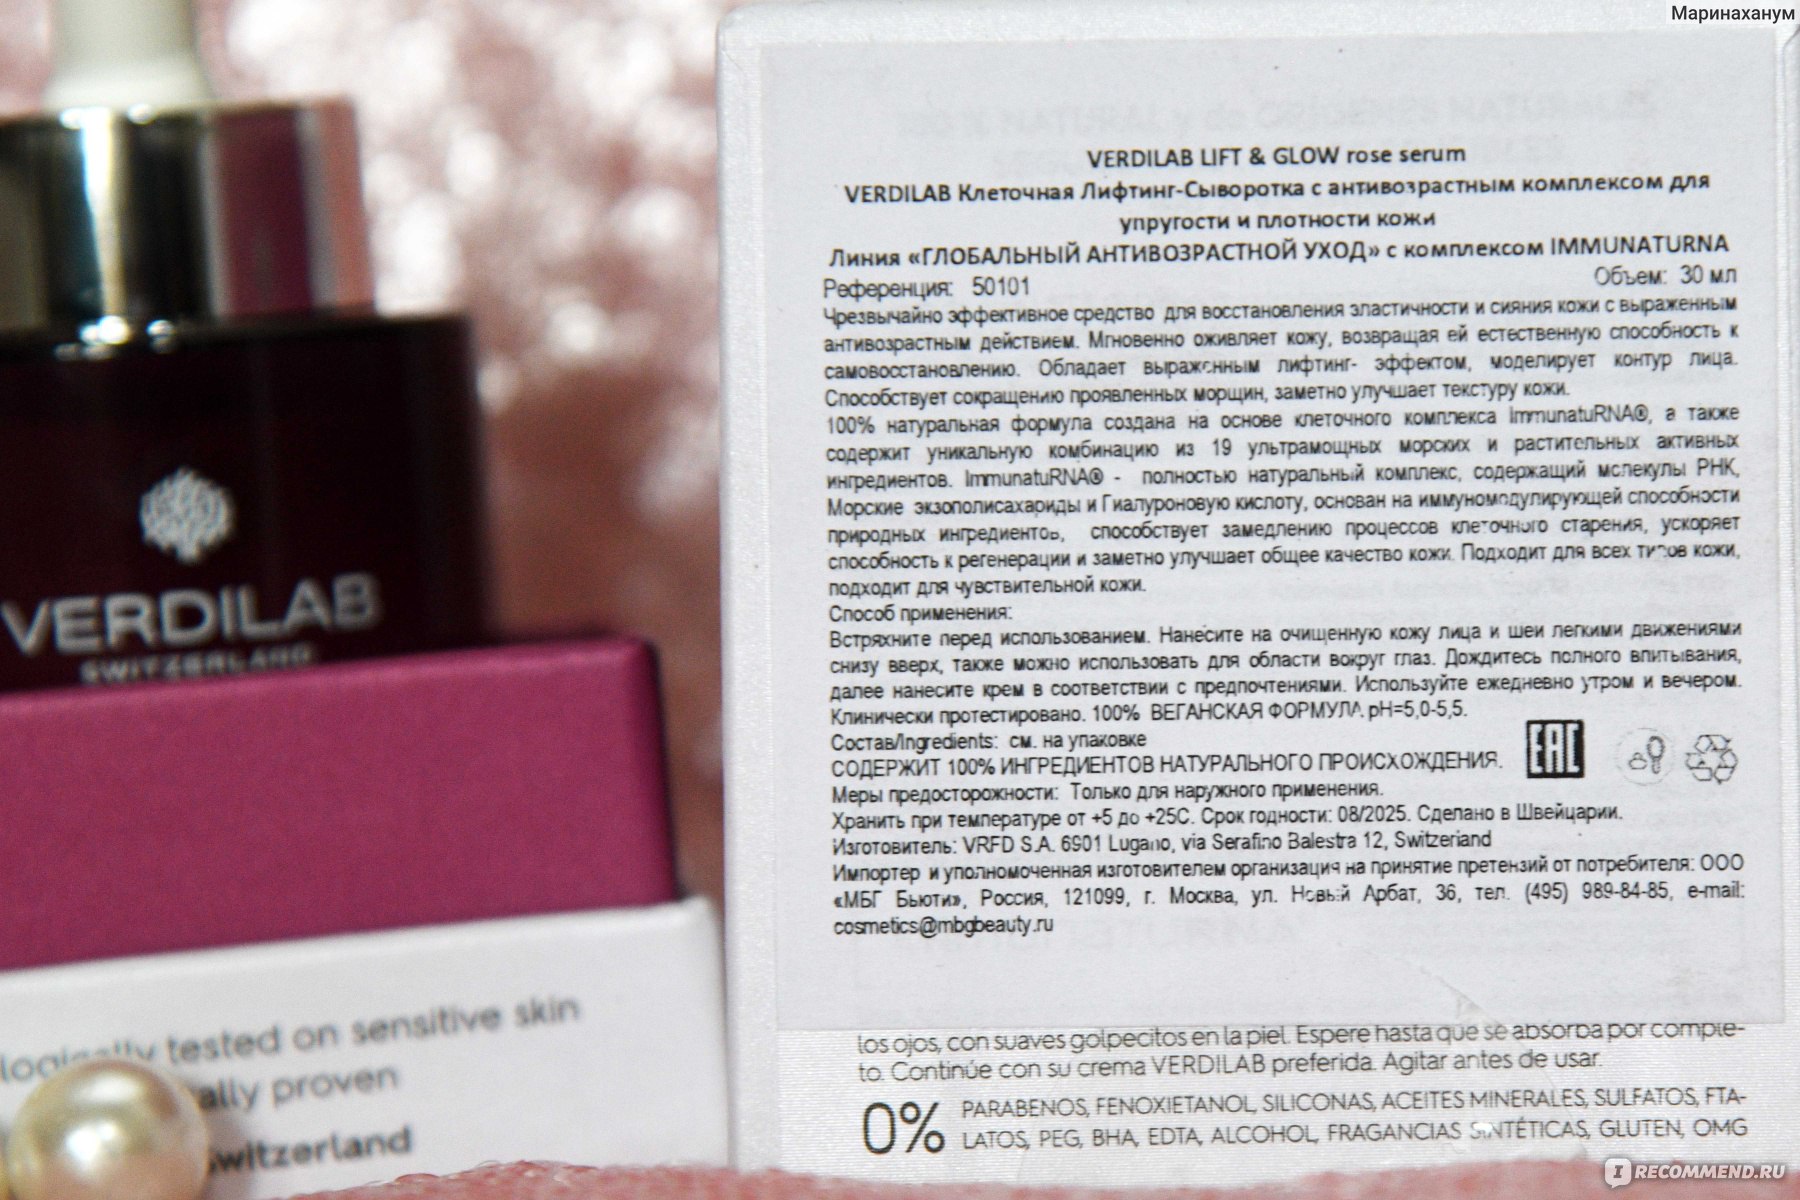 Маринаханум
VERDILAB LIFT & GLOW rose serum
VERDILAB Клеточная Лифтинг-Сыворотка с антивозрастным комплексом для
упругости и плотности кожи
Линия «ГЛОБАЛЬНЫЙ АНТИВОЗРАСТНОЙ УХОД» с комплексом IMMUNATURNA
Референция: 50101 Объем: 30 мл
Чрезвычайно эффективное средство для восстановления эластичности и сияния кожи с выраженным
антивозрастным действием. Мгновенно оживляет кожу, возвращая ей естественную способность к
самовосстановлению. Обладает выраженным лифтинг- эффектом, моделирует контур лица.
Способствует сокращению проявленных морщин, заметно улучшает текстуру кожи.
100% натуральная формула создана на основе клеточного комплекса ImmunatuRNA®, а также
содержит уникальную комбинацию из 19 ультрамощных морских и растительных активных
ингредиентов. ImmunatuRNA® - полностью натуральный комплекс, содержащий молекулы РНК,
Морские экзополисахариды и Гиалуроновую кислоту, основан на иммуномодулирующей способности
природных ингредиентов, способствует замедлению процессов клеточного старения, ускоряет
способность к регенерации и заметно улучшает общее качество кожи. Подходит для всех типов кожи,
подходит для чувствительной кожи.
Способ применения:
Встряхните перед использованием. Нанесите на очищенную кожу лица и шеи легкими движениями
снизу вверх, также можно использовать для области вокруг глаз. Дождитесь полного впитывания,
далее нанесите крем в соответствии с предпочтениями. Используйте ежедневно утром и вечером.
Клинически протестировано. 100% ВЕГАНСКАЯ ФОРМУЛА pH=5,0-5,5.
Состав/Ingredients: см. на упаковке
СОДЕРЖИТ 100% ИНГРЕДИЕНТОВ НАТУРАЛЬНОГО ПРОИСХОЖДЕНИЯ.
EAC
Меры предосторожности: Только для наружного применения.
Хранить при температуре от +5 до +25С. Срок годности: 08/2025. Сделано в Швейцарии.
Изготовитель: VRFD S.A. 6901 Lugano, via Serafino Balestra 12, Switzerland
Импортер и уполномоченная изготовителем организация на принятие претензий от потребителя: ООО
«МБГ Бьюти», Россия, 121099, г. Москва, ул. Новый Арбат, 36, тел. (495) 989-84-85, e-mail:
cosmetics@mbgbeauty.ru
los ojos, con suaves golpecitos en la piel. Espere hasta que se absorba por comple-
to. Continúe con su crema VERDILAB preferida. Agitar antes de usar.
0% PARABENOS, FENOXIETANOL, SILICONAS, ACEITES MINERALES, SULFATOS, FTA-
LATOS, PEG, BHA, EDTA, ALCOHOL, FRAGANCIAS SINTÉTICAS, GLUTEN, OMG
VERDILAB
SWITZERLAND
logically tested on sensitive skin
ally proven
Switzerland
IRECOMMEND.RU